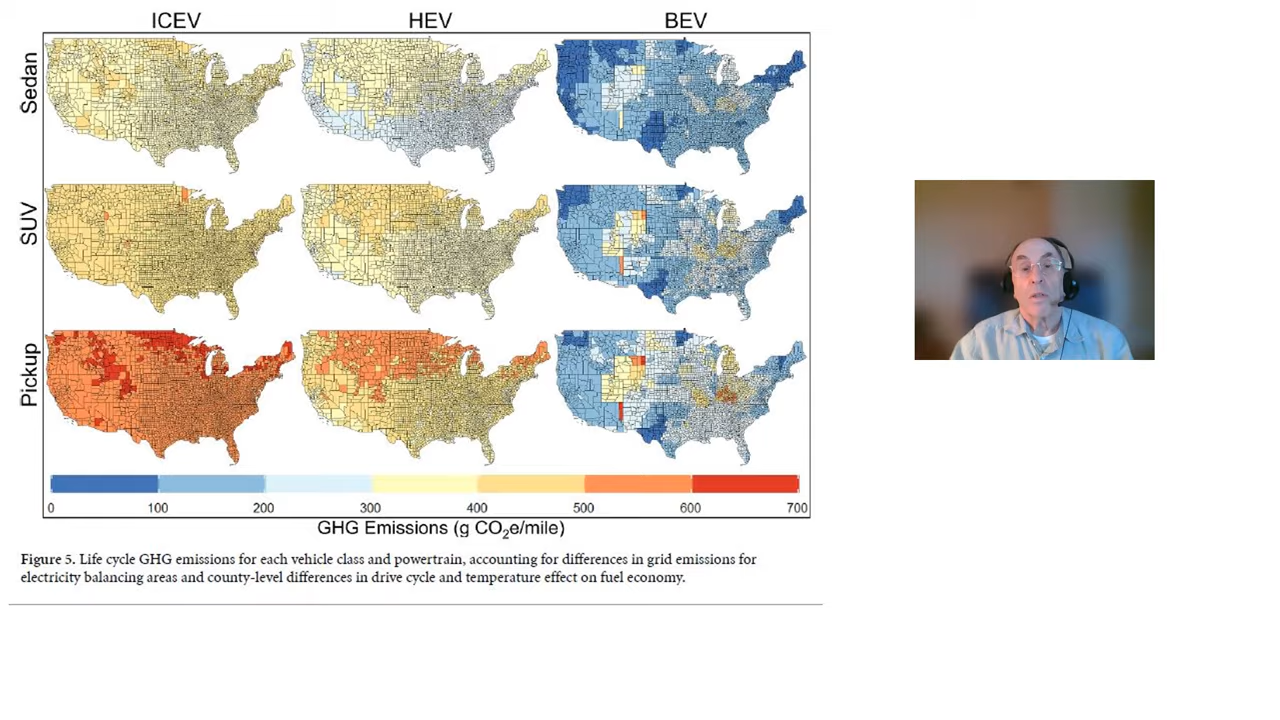 ICEV HEV BEV
Sedan
SUV
Pickup
0 100 200 300 400 500 600 700
GHG Emissions (g CO₂e/mile)
Figure 5. Life cycle GHG emissions for each vehicle class and powertrain, accounting for differences in grid emissions for
electricity balancing areas and county-level differences in drive cycle and temperature effect on fuel economy.